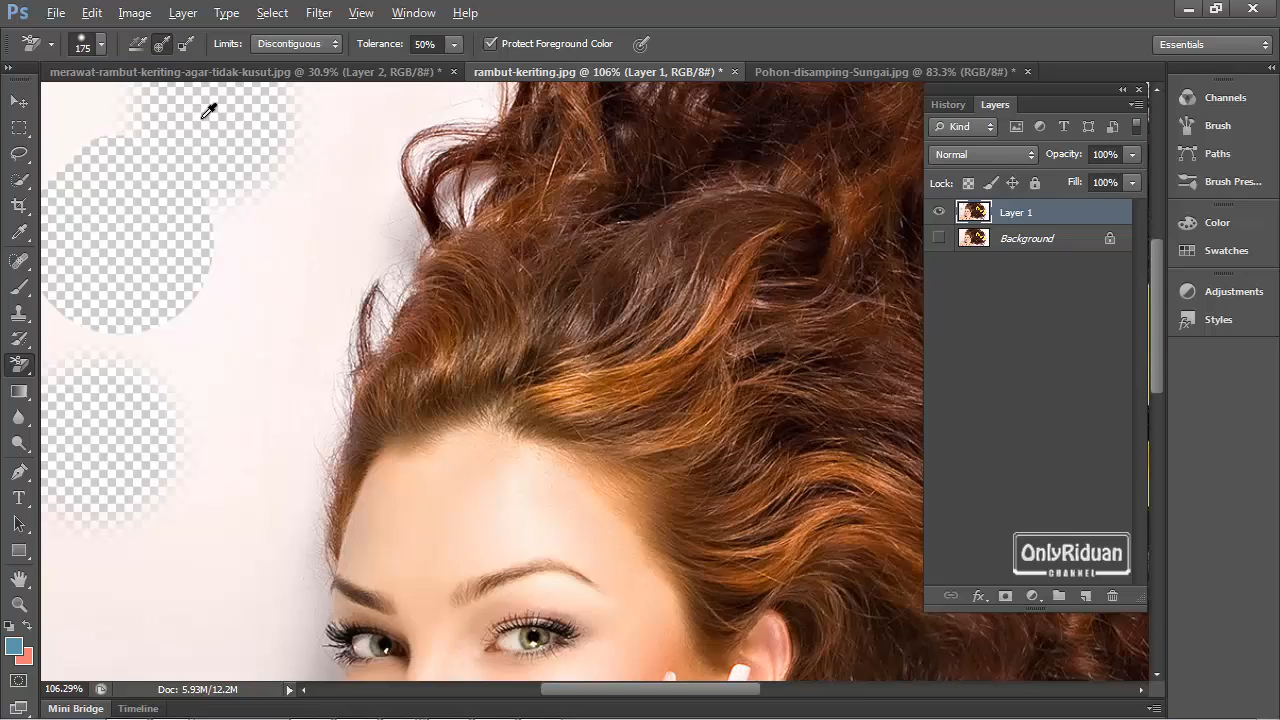 Ps File Edit Image Layer Type Select Filter View Window Help
175 Limits: Discontiguous Tolerance: 50% Protect Foreground Color Essentials
merawat-rambut-keriting-agar-tidak-kusut.jpg @ 30.9% (Layer 2, RGB/8#) * × rambut-keriting.jpg @ 106% (Layer 1, RGB/8#) * × Pohon-disamping-Sungai.jpg @ 83.3% (RGB/8#) * ×
History Layers
Kind
Normal Opacity: 100%
Lock: Fill: 100%
Layer 1
Background
Channels
Brush
Paths
Brush Pres...
Color
Swatches
Adjustments
Styles
OnlyRiduan
CHANNEL
106.29% Doc: 5.93M/12.2M
Mini Bridge Timeline